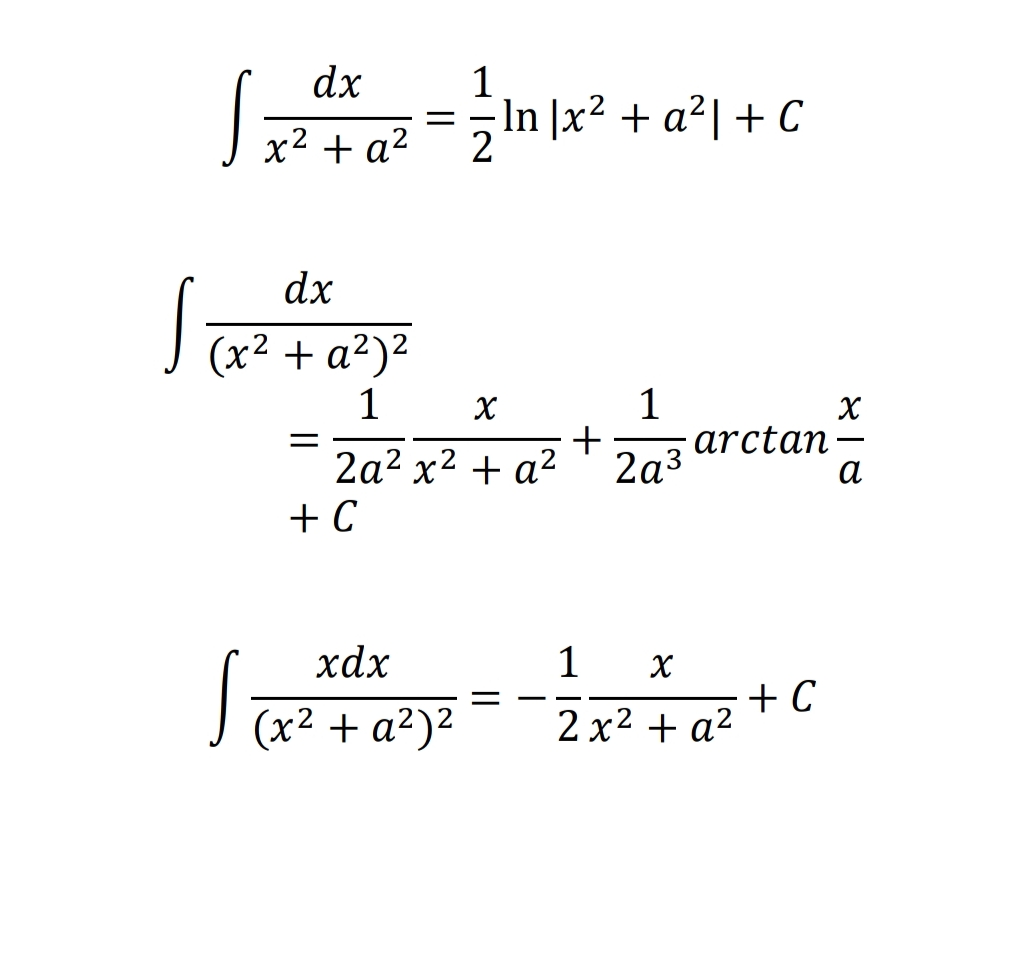 ∫ dx/(x² + a²) = 1/2 ln |x² + a²| + C
∫ dx/(x² + a²)²
= 1/(2a²) x/(x² + a²) + 1/(2a³) arctan x/a
+ C
∫ xdx/(x² + a²)² = − 1/2 x/(x² + a²) + C